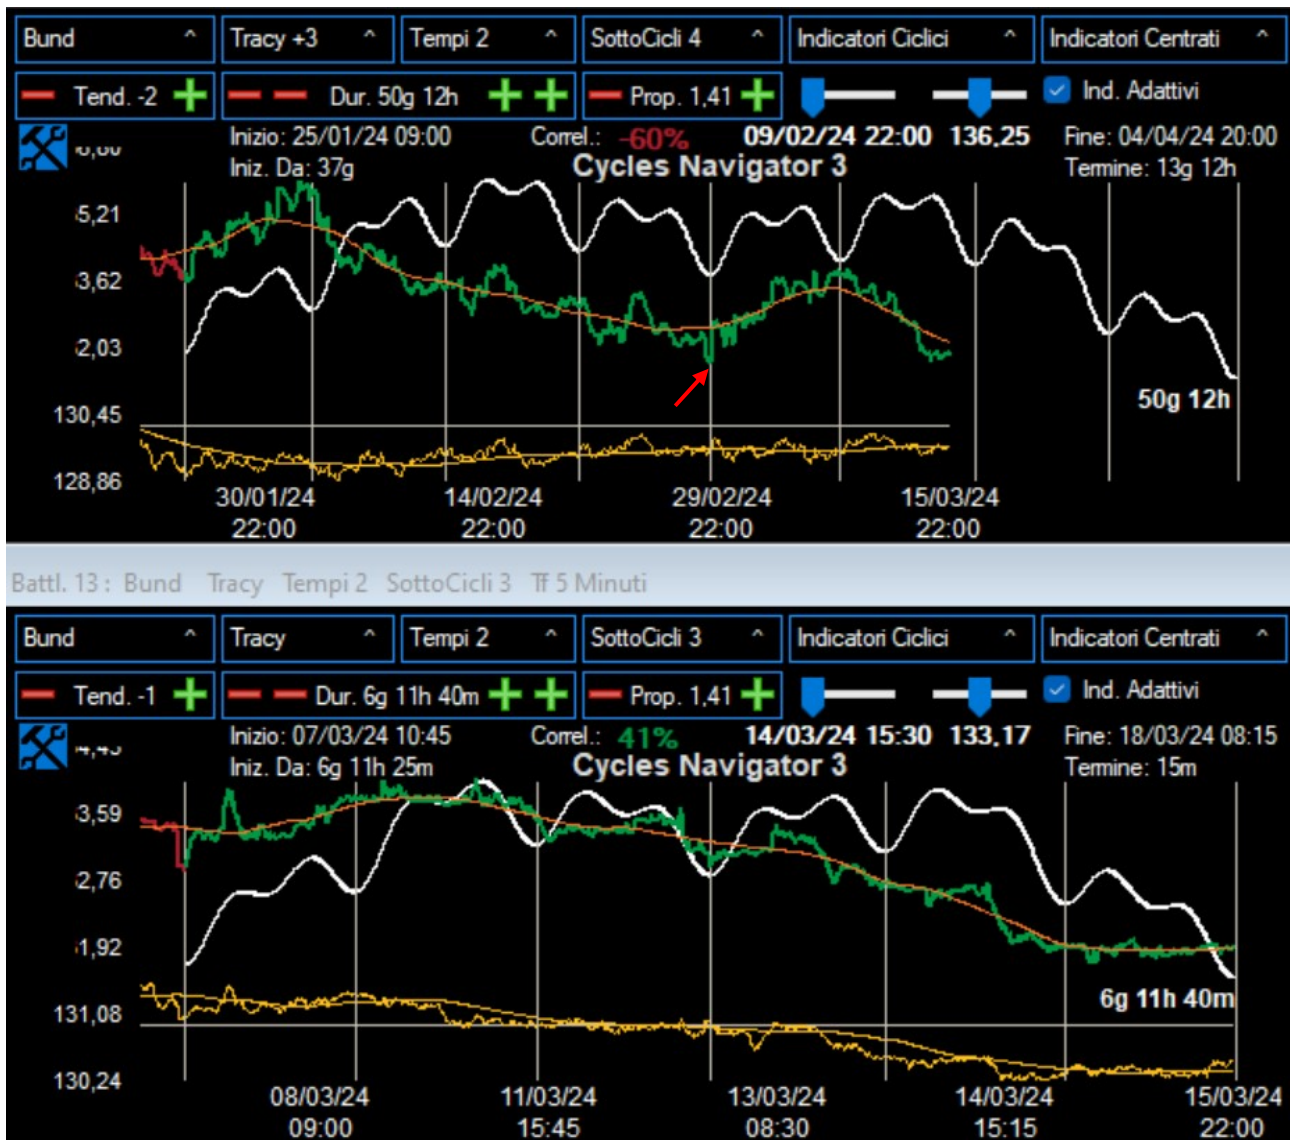 Bund ^ Tracy +3 ^ Tempi 2 ^ SottoCicli 4 ^ Indicatori Ciclici ^ Indicatori Centrati ^
Tend. -2 Dur. 50g 12h Prop. 1,41 Ind. Adattivi
Inizio: 25/01/24 09:00 Correl.: -60% 09/02/24 22:00 136,25 Fine: 04/04/24 20:00
Iniz. Da: 37g Cycles Navigator 3 Termine: 13g 12h
5,21
3,62
2,03
50g 12h
130,45
128,86
30/01/24 14/02/24 29/02/24 15/03/24
22:00 22:00 22:00 22:00
Battl. 13 : Bund Tracy Tempi 2 SottoCicli 3 Tf 5 Minuti
Bund ^ Tracy ^ Tempi 2 ^ SottoCicli 3 ^ Indicatori Ciclici ^ Indicatori Centrati ^
Tend. -1 Dur. 6g 11h 40m Prop. 1,41 Ind. Adattivi
Inizio: 07/03/24 10:45 Correl.: 41% 14/03/24 15:30 133,17 Fine: 18/03/24 08:15
Iniz. Da: 6g 11h 25m Cycles Navigator 3 Termine: 15m
3,59
2,76
1,92
6g 11h 40m
131,08
130,24
08/03/24 11/03/24 13/03/24 14/03/24 15/03/24
09:00 15:45 08:30 15:15 22:00